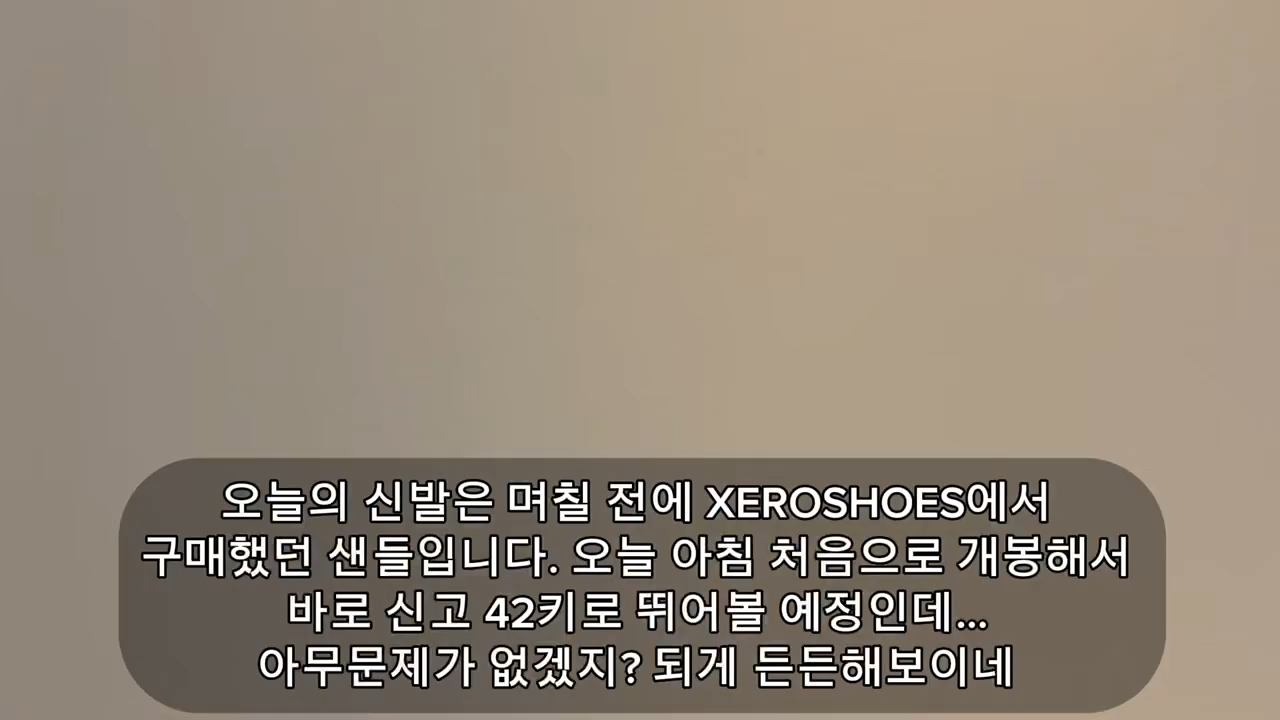 오늘의 신발은 며칠 전에 XEROSHOES에서
구매했던 샌들입니다. 오늘 아침 처음으로 개봉해서
바로 신고 42키로 뛰어볼 예정인데...
아무문제가 없겠지? 되게 든든해보이네